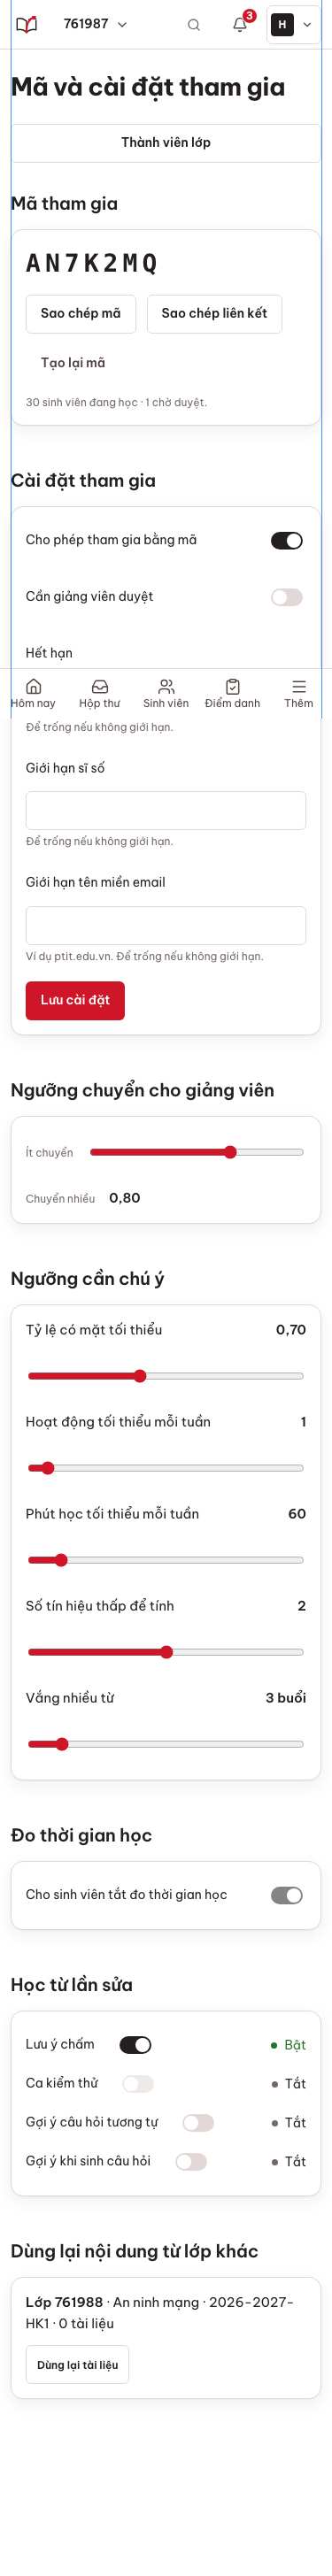 761987
3
H
Mã và cài đặt tham gia
Thành viên lớp
Mã tham gia
AN7K2MQ
Sao chép mã
Sao chép liên kết
Tạo lại mã
30 sinh viên đang học · 1 chờ duyệt.
Cài đặt tham gia
Cho phép tham gia bằng mã
Cần giảng viên duyệt
Hết hạn
Hôm nay
Hộp thư
Sinh viên
Điểm danh
Thêm
Để trống nếu không giới hạn.
Giới hạn sĩ số
Để trống nếu không giới hạn.
Giới hạn tên miền email
Ví dụ ptit.edu.vn. Để trống nếu không giới hạn.
Lưu cài đặt
Ngưỡng chuyển cho giảng viên
Ít chuyển
Chuyển nhiều 0,80
Ngưỡng cần chú ý
Tỷ lệ có mặt tối thiểu 0,70
Hoạt động tối thiểu mỗi tuần 1
Phút học tối thiểu mỗi tuần 60
Số tín hiệu thấp để tính 2
Vắng nhiều từ 3 buổi
Đo thời gian học
Cho sinh viên tắt đo thời gian học
Học từ lần sửa
Lưu ý chấm Bật
Ca kiểm thử Tắt
Gợi ý câu hỏi tương tự Tắt
Gợi ý khi sinh câu hỏi Tắt
Dùng lại nội dung từ lớp khác
Lớp 761988 · An ninh mạng · 2026-2027-
HK1 · 0 tài liệu
Dùng lại tài liệu